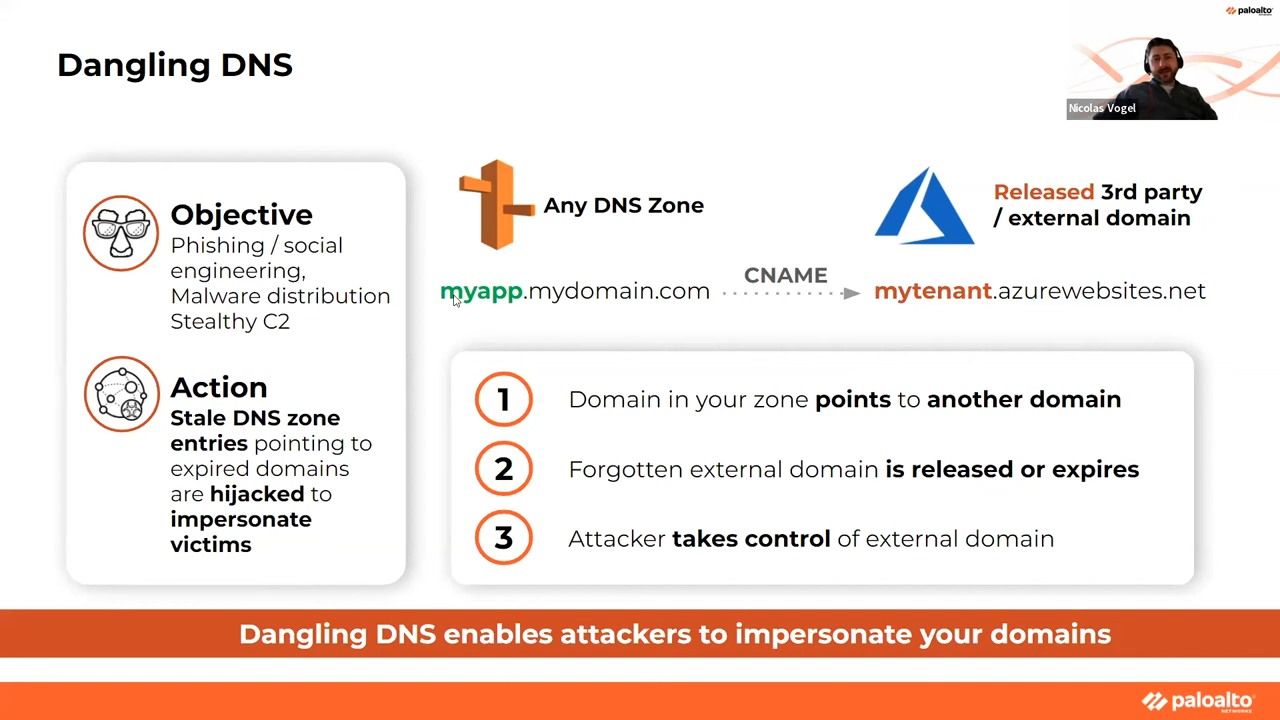 paloalto
NETWORKS
Dangling DNS
Nicolas Vogel
Objective
Phishing / social
engineering,
Malware distribution
Stealthy C2
Action
Stale DNS zone
entries pointing to
expired domains
are hijacked to
impersonate
victims
Any DNS Zone
Released 3rd party
/ external domain
myapp.mydomain.com
CNAME
mytenant.azurewebsites.net
1 Domain in your zone points to another domain
2 Forgotten external domain is released or expires
3 Attacker takes control of external domain
Dangling DNS enables attackers to impersonate your domains
paloalto
NETWORKS